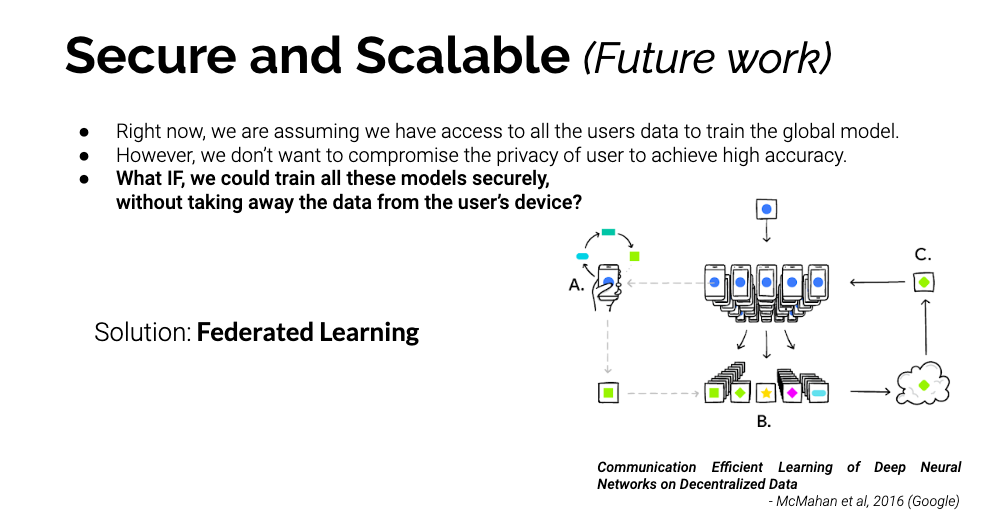 Secure and Scalable (Future work)
● Right now, we are assuming we have access to all the users data to train the global model.
● However, we don't want to compromise the privacy of user to achieve high accuracy.
● What IF, we could train all these models securely,
without taking away the data from the user's device?
Solution: Federated Learning
A.
B.
C.
Communication Efficient Learning of Deep Neural
Networks on Decentralized Data
- McMahan et al, 2016 (Google)